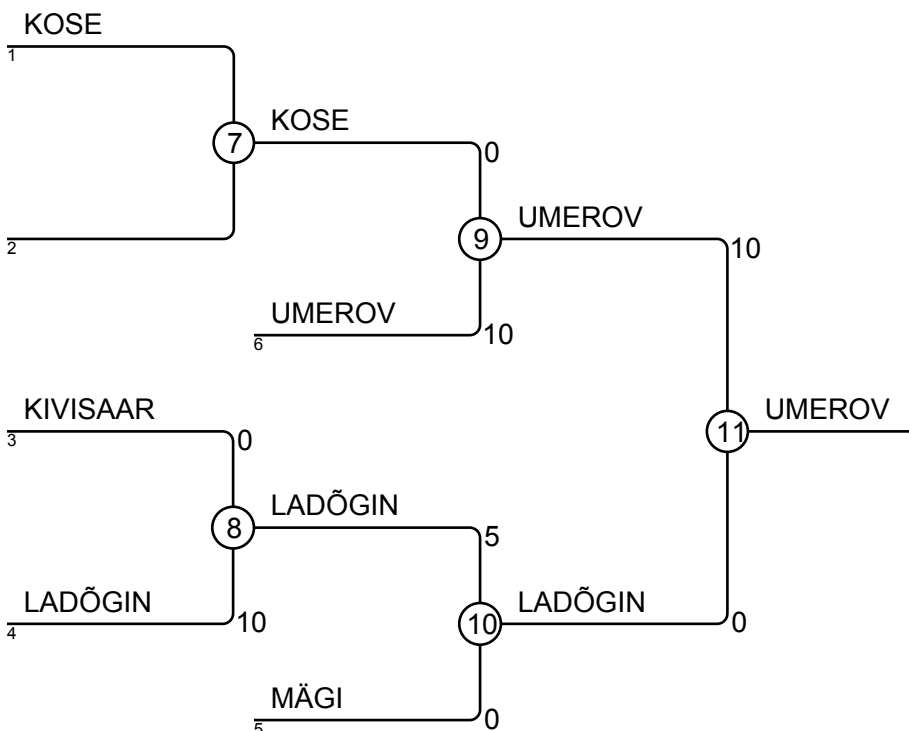 KOSE
1
7
KOSE
0
2
9
UMEROV
10
UMEROV
6
10
KIVISAAR
3
0
11
UMEROV
8
LADÕGIN
5
LADÕGIN
4
10
10
LADÕGIN
0
MÄGI
5
0